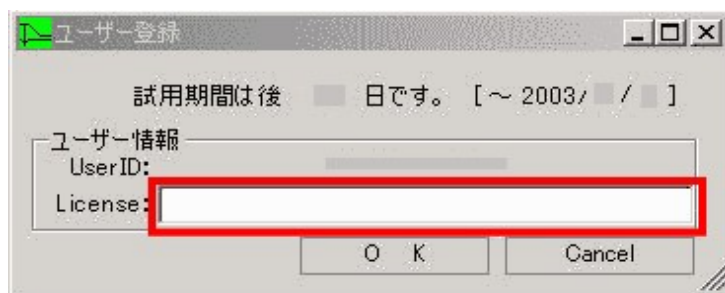 ユーザー登録
試用期間は後 日です。 [～2003/ / ]
ユーザー情報
UserID:
License:
OK Cancel